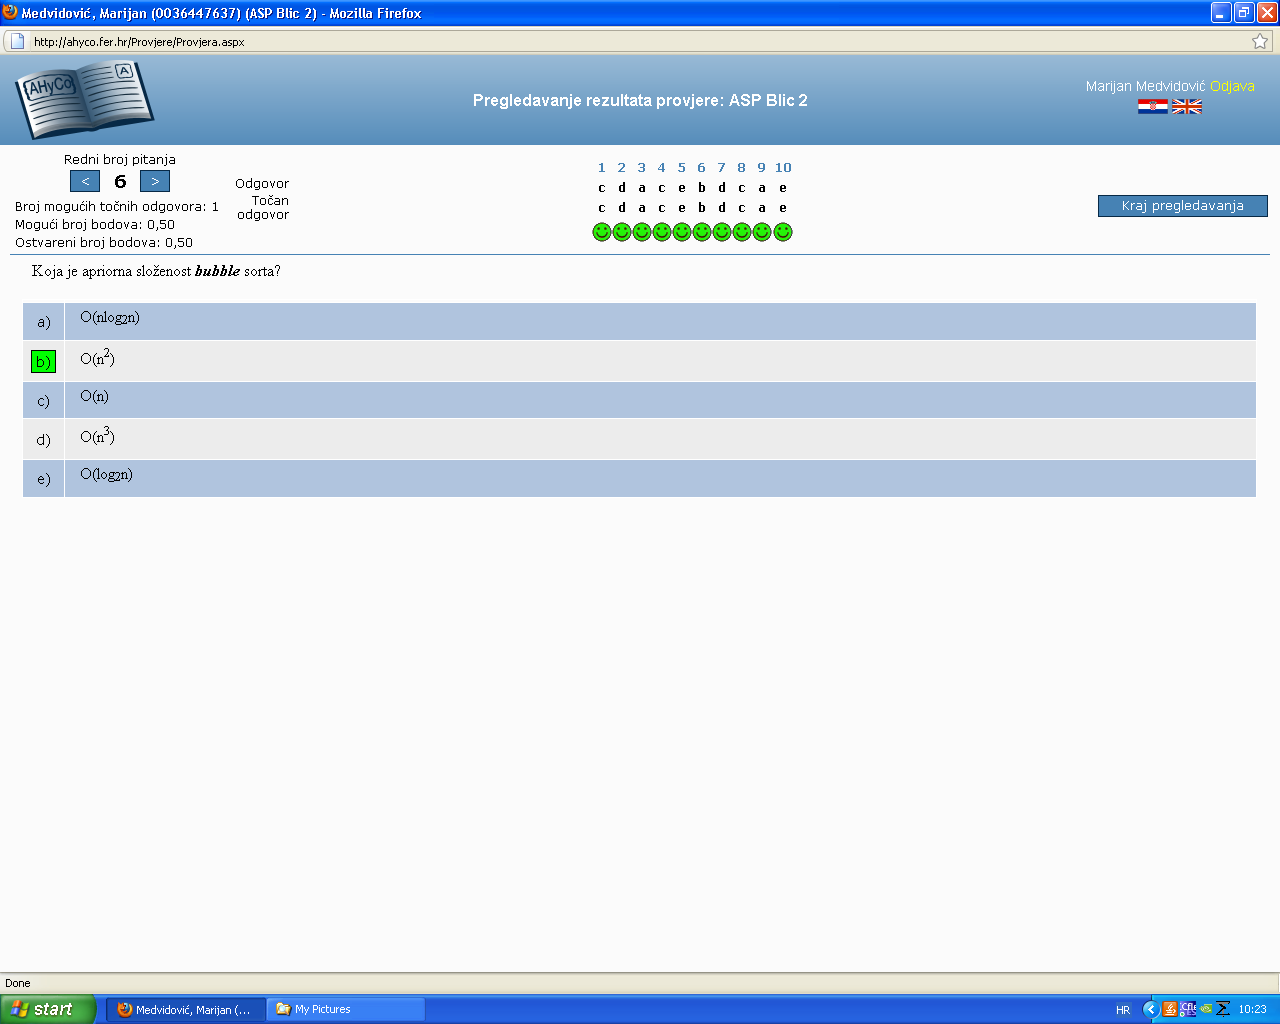 Medvidović, Marijan (0036447637) (ASP Blic 2) - Mozilla Firefox
http://ahyco.fer.hr/Provjere/Provjera.aspx
{AHyCo}
A
Pregledavanje rezultata provjere: ASP Blic 2
Marijan Medvidović Odjava
Redni broj pitanja
< 6 >
Broj mogućih točnih odgovora: 1
Mogući broj bodova: 0,50
Ostvareni broj bodova: 0,50
1 2 3 4 5 6 7 8 9 10
Odgovor c d a c e b d c a e
Točan odgovor c d a c e b d c a e
Kraj pregledavanja
Koja je apriorna složenost bubble sorta?
a) O(nlog₂n)
b) O(n²)
c) O(n)
d) O(n³)
e) O(log₂n)
Done
start Medvidović, Marijan (... My Pictures HR 10:23